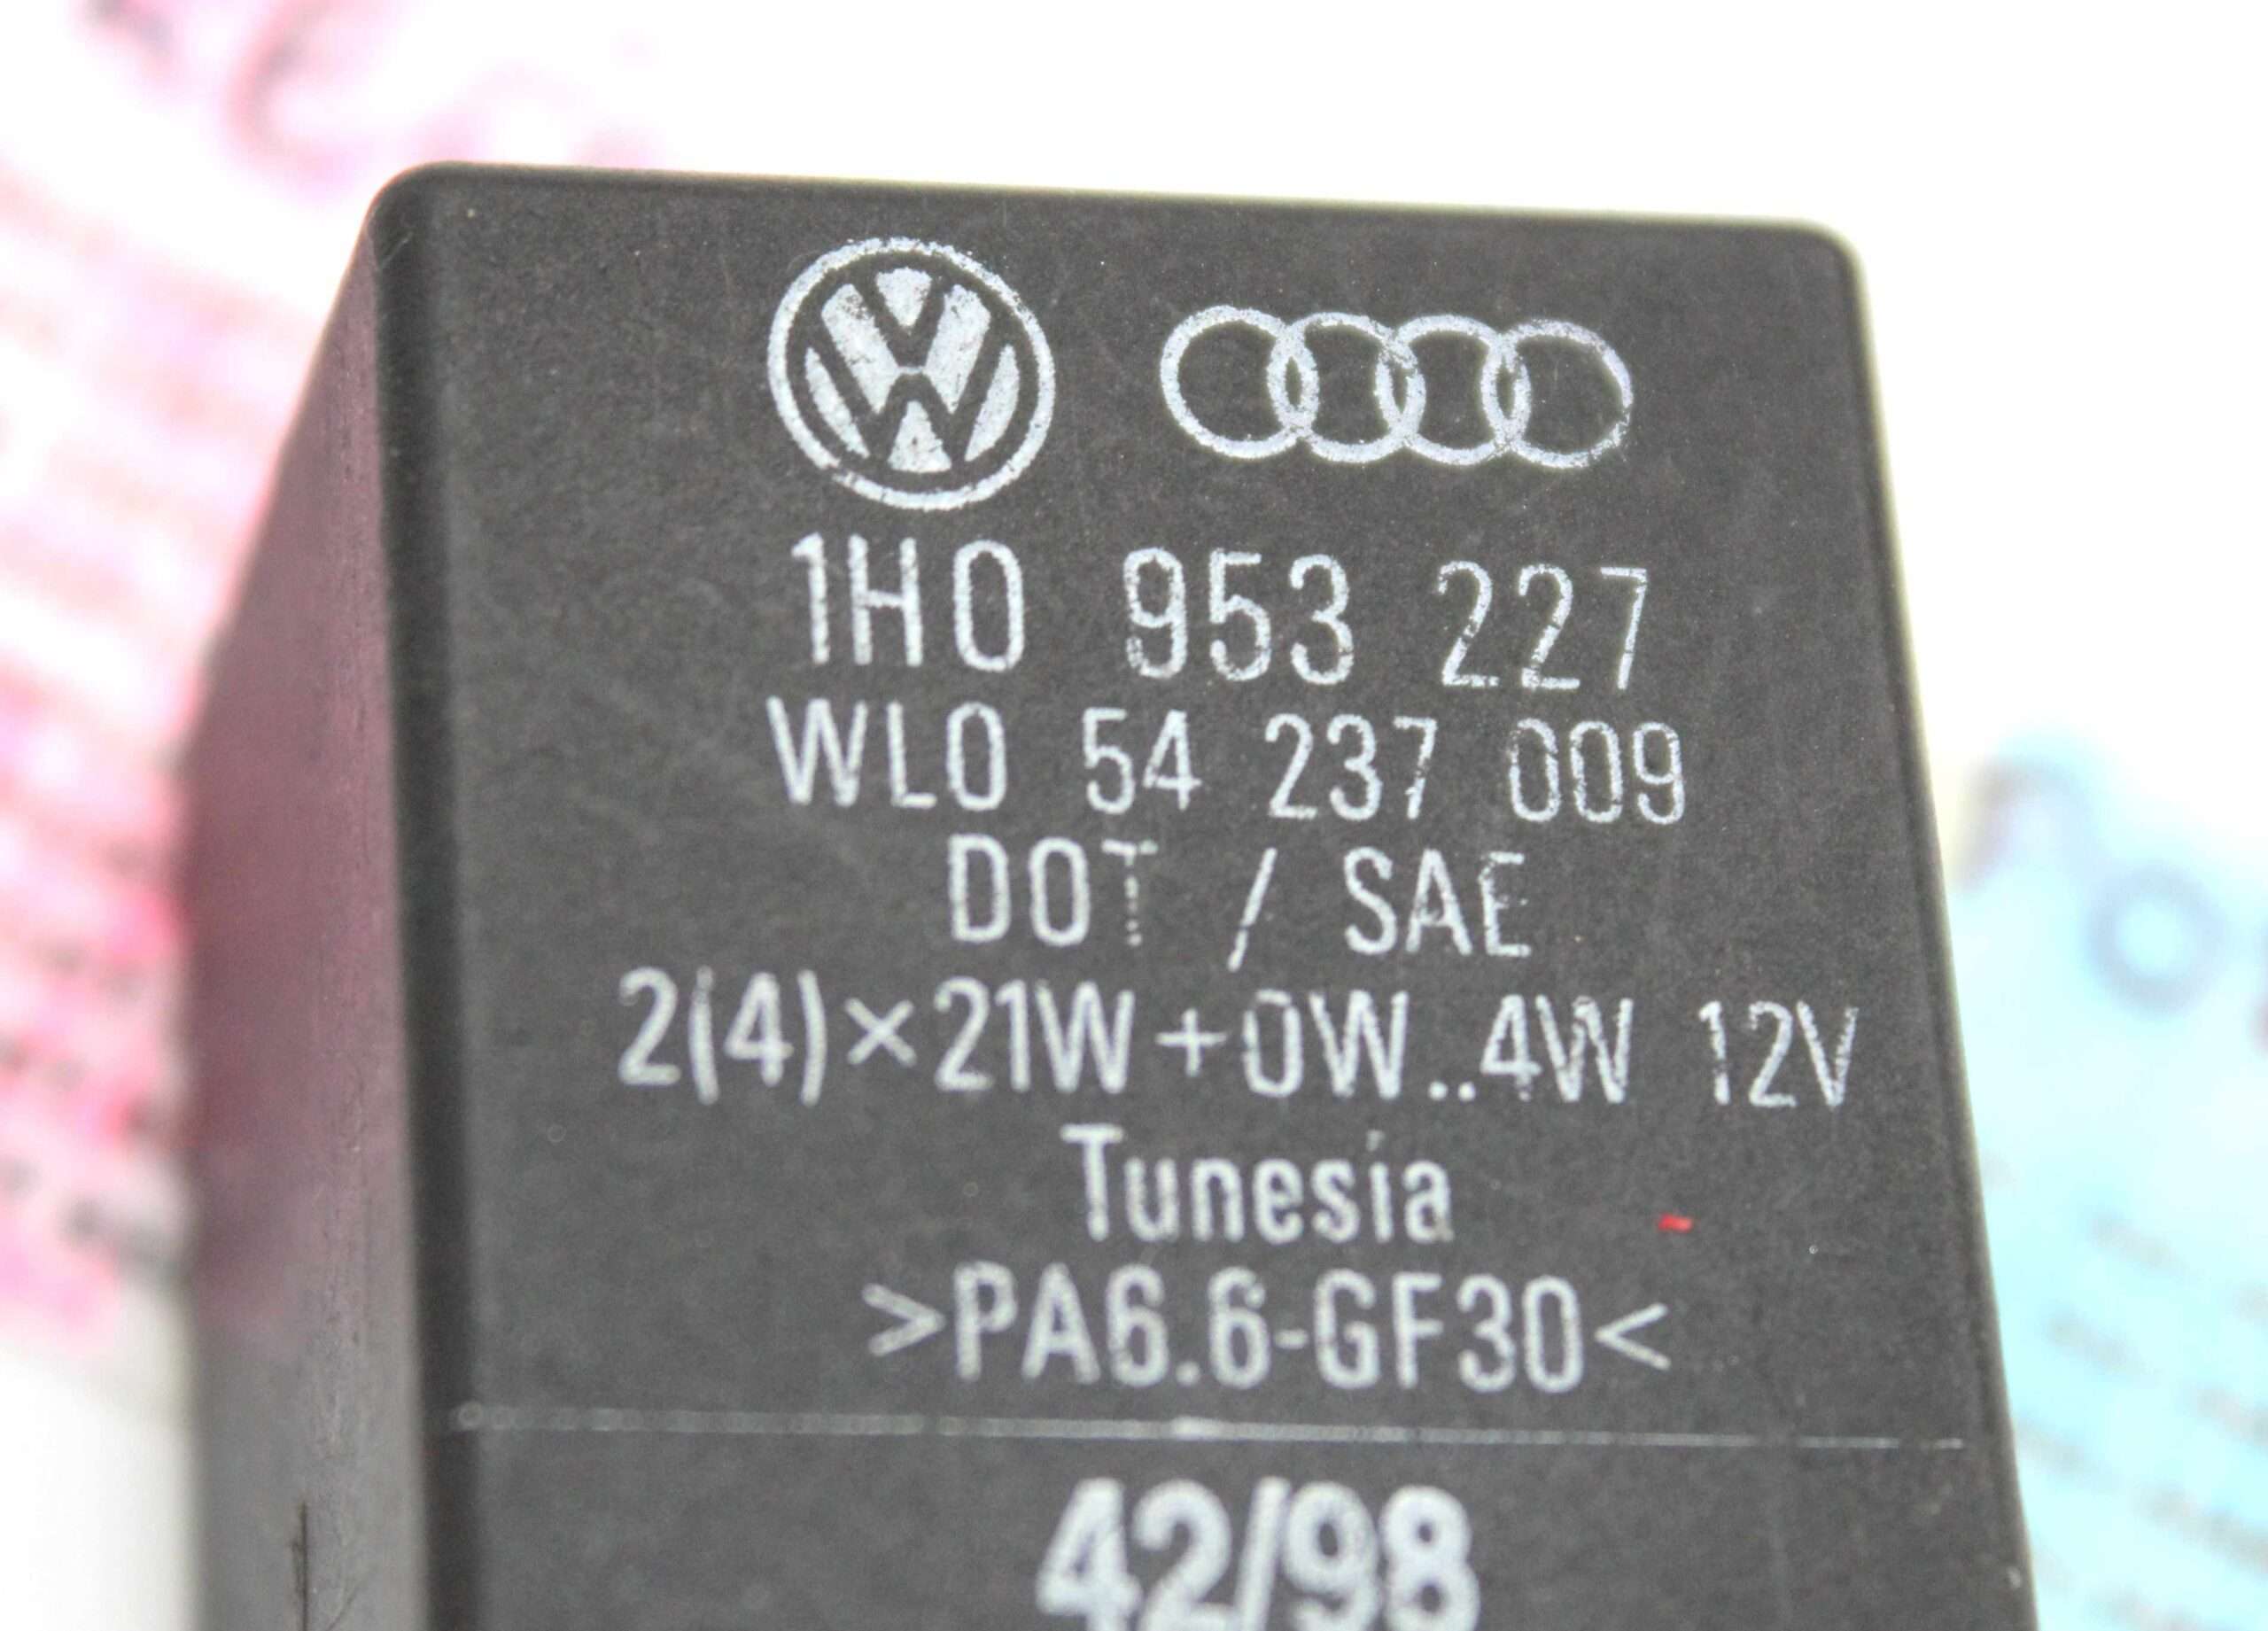 1H0 953 227
WL0 54 237 009
DOT / SAE
2(4)×21W+0W..4W 12V
Tunesia
>PA6.6-GF30<
42/98